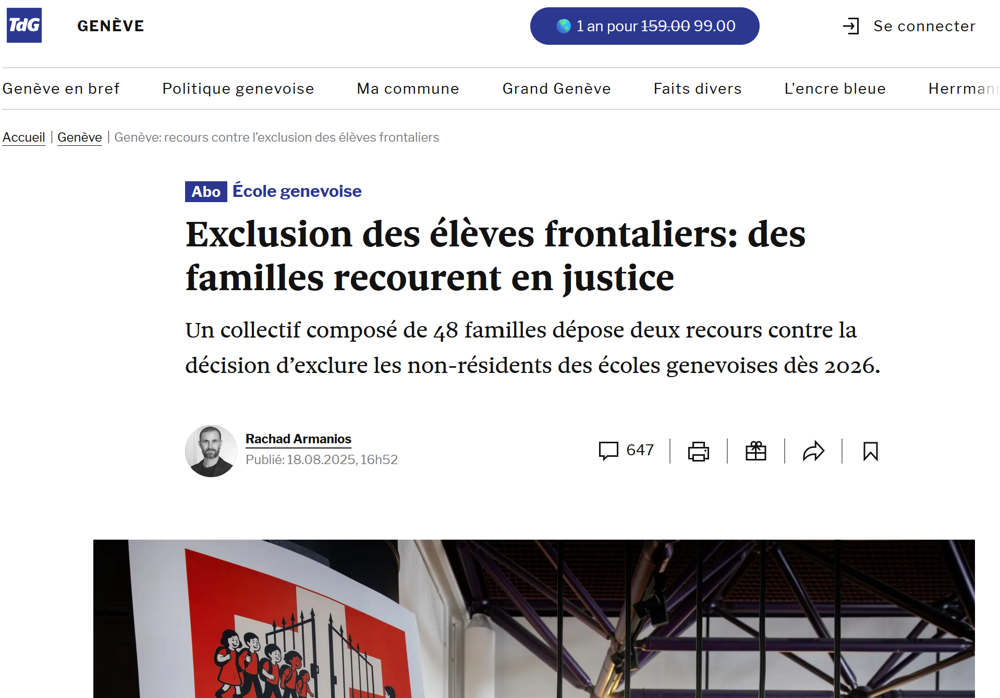 TdG
GENÈVE
1 an pour 159.00 99.00
Se connecter
Genève en bref
Politique genevoise
Ma commune
Grand Genève
Faits divers
L'encre bleue
Herrmann
Accueil
Genève
Genève: recours contre l’exclusion des élèves frontaliers
Abo École genevoise
Exclusion des élèves frontaliers: des
familles recourent en justice
Un collectif composé de 48 familles dépose deux recours contre la
décision d’exclure les non-résidents des écoles genevoises dès 2026.
Rachad Armanios
Publié: 18.08.2025, 16h52
647